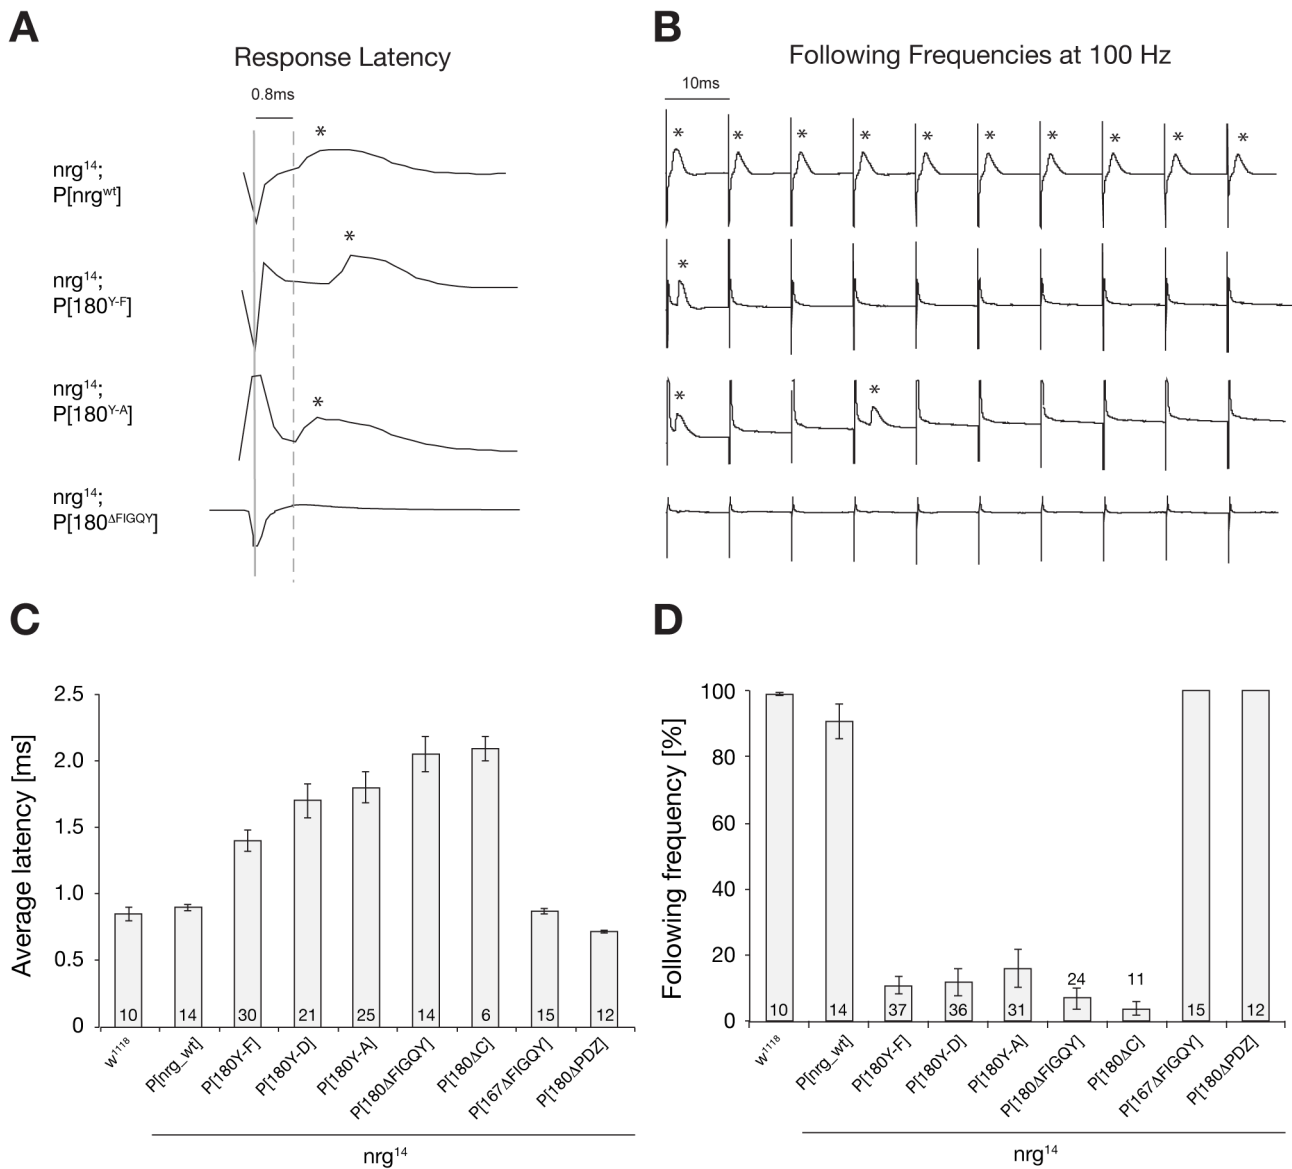 A
Response Latency
0.8ms
*
nrg¹⁴;
P[nrgʷᵗ]
*
nrg¹⁴;
P[180ʸ⁻ᶠ]
nrg¹⁴;
P[180ʸ⁻ᴬ]
*
nrg¹⁴;
P[180ΔFIGQY]
B
Following Frequencies at 100 Hz
10ms
* * * * * * * * * *
*
* *
C
Average latency [ms]
2.5
2.0
1.5
1.0
0.5
0
10 14 30 21 25 14 6 15 12
w¹¹¹⁸
P[nrg_wt]
P[180Y-F]
P[180Y-D]
P[180Y-A]
P[180ΔFIGQY]
P[180ΔC]
P[167ΔFIGQY]
P[180ΔPDZ]
nrg¹⁴
D
Following frequency [%]
100
80
60
40
20
0
10 14 37 36 31 24 11 15 12
w¹¹¹⁸
P[nrg_wt]
P[180Y-F]
P[180Y-D]
P[180Y-A]
P[180ΔFIGQY]
P[180ΔC]
P[167ΔFIGQY]
P[180ΔPDZ]
nrg¹⁴